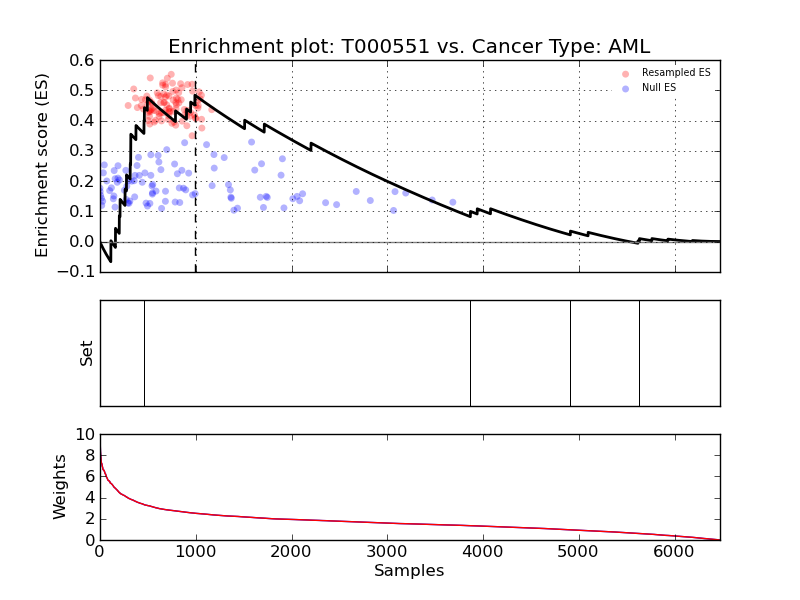 Enrichment plot: T000551 vs. Cancer Type: AML
Enrichment score (ES)
0.6
0.5
0.4
0.3
0.2
0.1
0.0
−0.1
Resampled ES
Null ES
Set
Weights
10
8
6
4
2
0
0 1000 2000 3000 4000 5000 6000
Samples